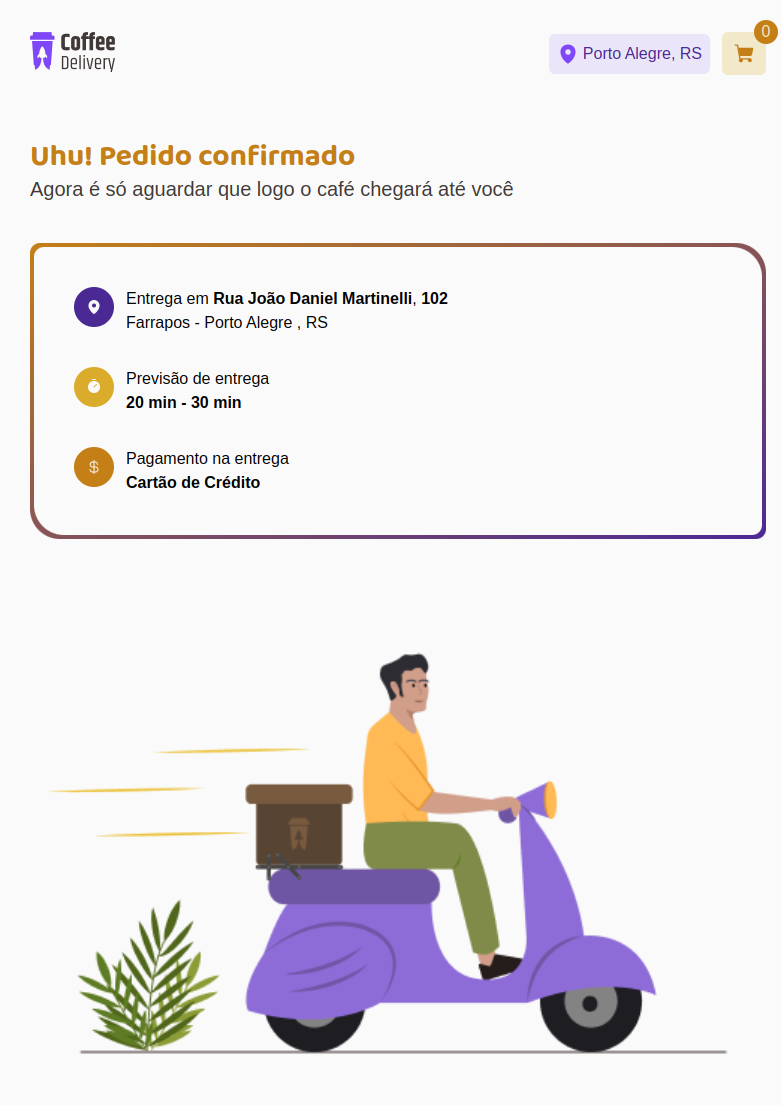 Coffee
Delivery
Porto Alegre, RS
0
Uhu! Pedido confirmado
Agora é só aguardar que logo o café chegará até você
Entrega em Rua João Daniel Martinelli, 102
Farrapos - Porto Alegre , RS
Previsão de entrega
20 min - 30 min
Pagamento na entrega
Cartão de Crédito